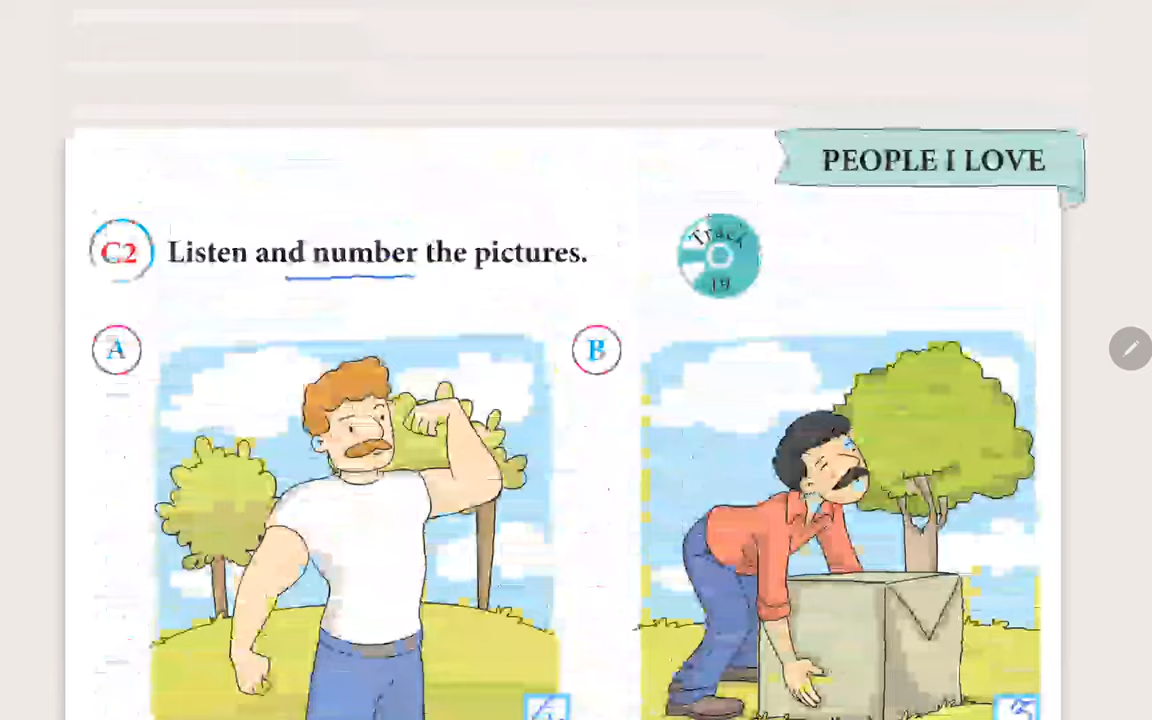 PEOPLE I LOVE
C2 Listen and number the pictures.
Track
19
A
B